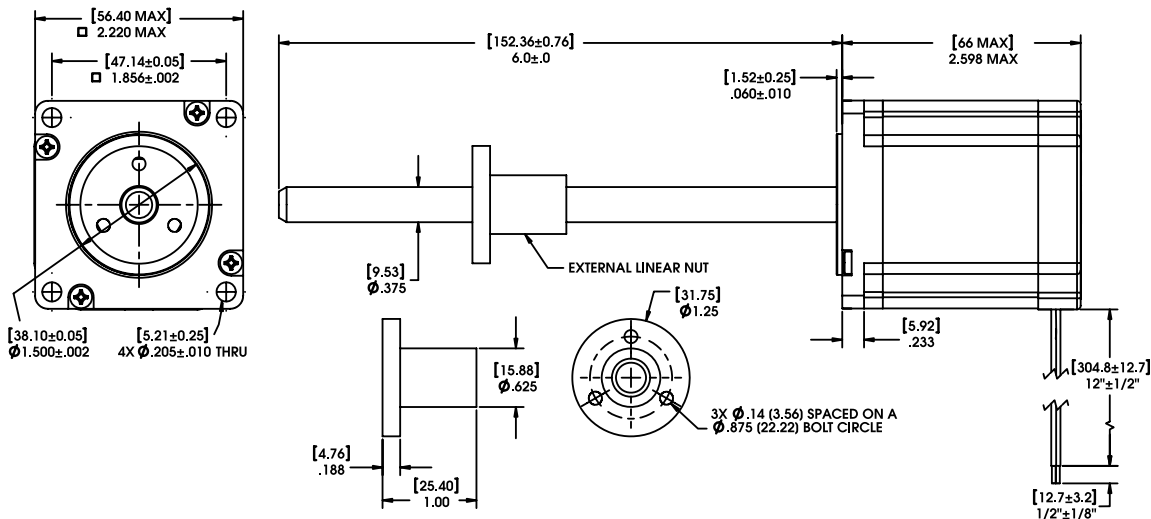 [56.40 MAX]
□ 2.220 MAX
[47.14±0.05]
□ 1.856±.002
[152.36±0.76]
6.0±.0
[66 MAX]
2.598 MAX
[1.52±0.25]
.060±.010
[9.53]
Ø.375
EXTERNAL LINEAR NUT
[38.10±0.05]
Ø1.500±.002
[5.21±0.25]
4X Ø.205±.010 THRU
[31.75]
Ø1.25
[5.92]
.233
[15.88]
Ø.625
[304.8±12.7]
12"±1/2"
3X Ø.14 (3.56) SPACED ON A
Ø.875 (22.22) BOLT CIRCLE
[4.76]
.188
[25.40]
1.00
[12.7±3.2]
1/2"±1/8"